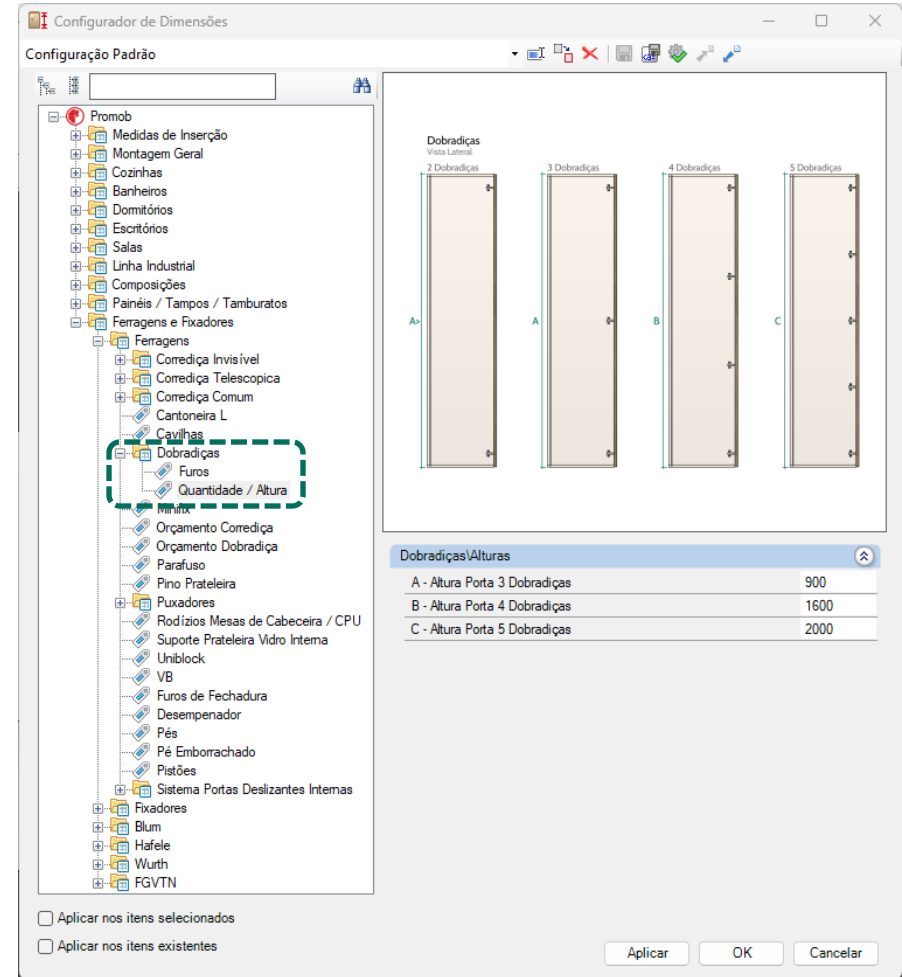 Configurador de Dimensões
Configuração Padrão
Promob
Medidas de Inserção
Montagem Geral
Cozinhas
Banheiros
Dormitórios
Escritórios
Salas
Linha Industrial
Composições
Painéis / Tampos / Tamburatos
Ferragens e Fixadores
Ferragens
Corrediça Invisível
Corrediça Telescopica
Corrediça Comum
Cantoneira L
Cavilhas
Dobradiças
Furos
Quantidade / Altura
Minifix
Orçamento Corrediça
Orçamento Dobradiça
Parafuso
Pino Prateleira
Puxadores
Rodízios Mesas de Cabeceira / CPU
Suporte Prateleira Vidro Interna
Uniblock
VB
Furos de Fechadura
Desempenador
Pés
Pé Emborrachado
Pistões
Sistema Portas Deslizantes Internas
Fixadores
Blum
Hafele
Wurth
FGVTN
Dobradiças
Vista Lateral
2 Dobradiças 3 Dobradiças 4 Dobradiças 5 Dobradiças
A> A B C
Dobradiças\Alturas
A - Altura Porta 3 Dobradiças 900
B - Altura Porta 4 Dobradiças 1600
C - Altura Porta 5 Dobradiças 2000
Aplicar nos itens selecionados
Aplicar nos itens existentes
Aplicar OK Cancelar